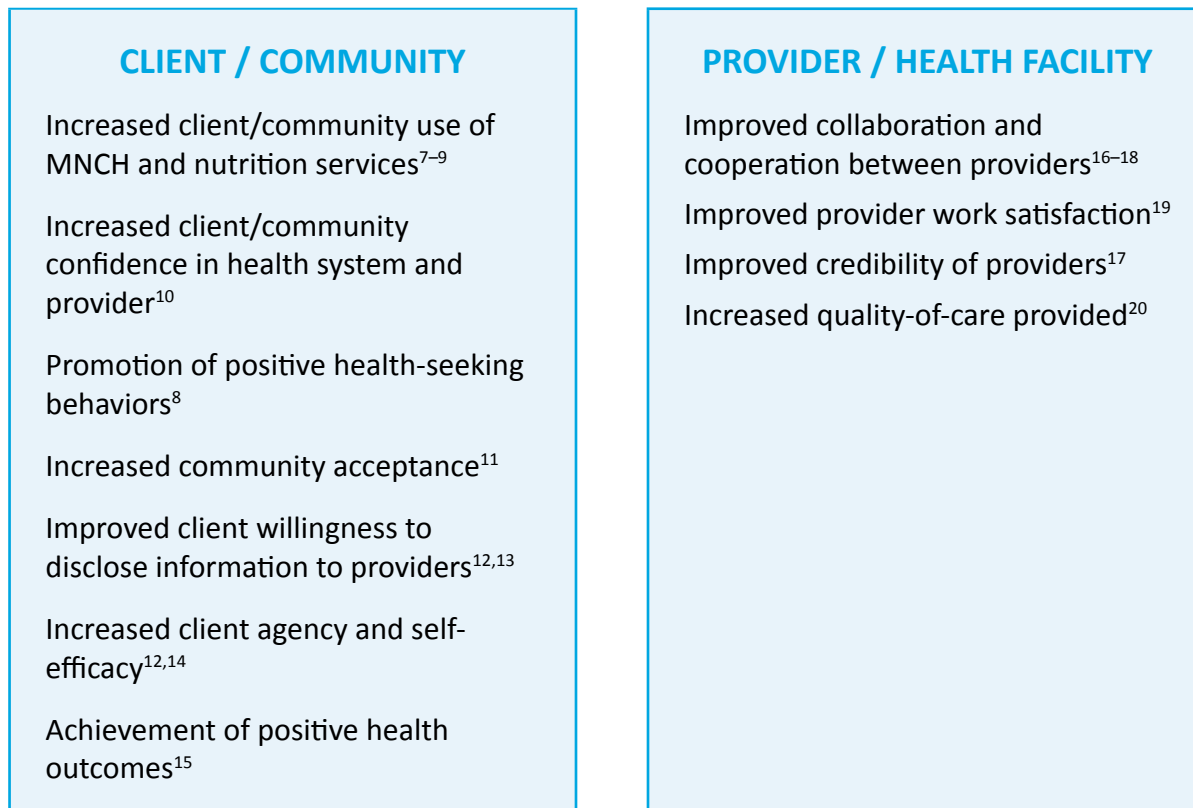 CLIENT / COMMUNITY
Increased client/community use of
MNCH and nutrition services⁷⁻⁹
Increased client/community
confidence in health system and
provider¹⁰
Promotion of positive health-seeking
behaviors⁸
Increased community acceptance¹¹
Improved client willingness to
disclose information to providers¹²,¹³
Increased client agency and self-
efficacy¹²,¹⁴
Achievement of positive health
outcomes¹⁵
PROVIDER / HEALTH FACILITY
Improved collaboration and
cooperation between providers¹⁶⁻¹⁸
Improved provider work satisfaction¹⁹
Improved credibility of providers¹⁷
Increased quality-of-care provided²⁰